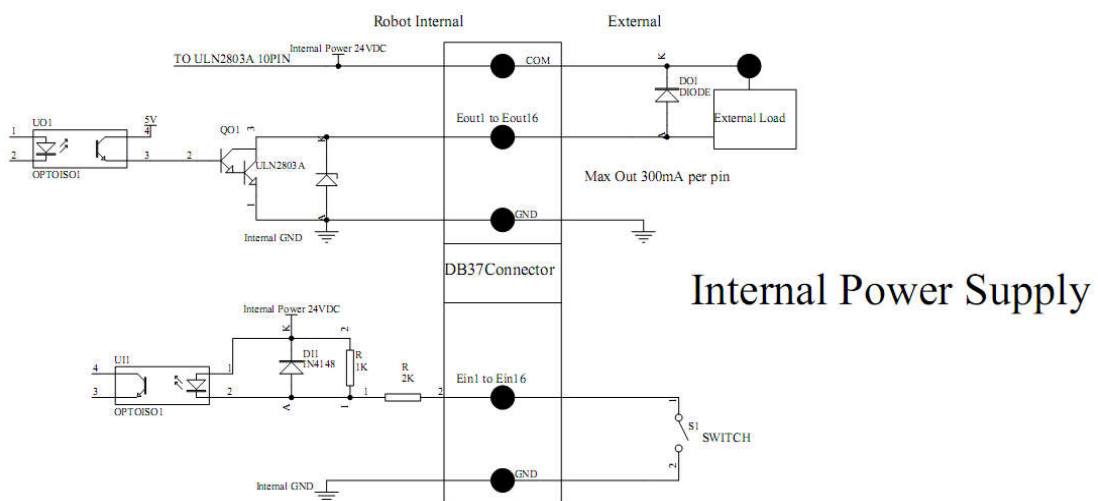 Robot Internal
External
Internal Power 24VDC
TO ULN2803A 10PIN
COM
K
DO1
DIODE
External Load
A
UO1
1
2
4
3
5V
OPTOISO1
2
QO1
3
ULN2803A
1
K
A
Eout1 to Eout16
Max Out 300mA per pin
GND
Internal GND
DB37Connector
Internal Power Supply
Internal Power 24VDC
K
2
UI1
4
3
1
2
OPTOISO1
DI1
IN4148
R
1K
A
1
1
R
2K
2
Ein1 to Ein16
1
S1
SWITCH
2
GND
Internal GND